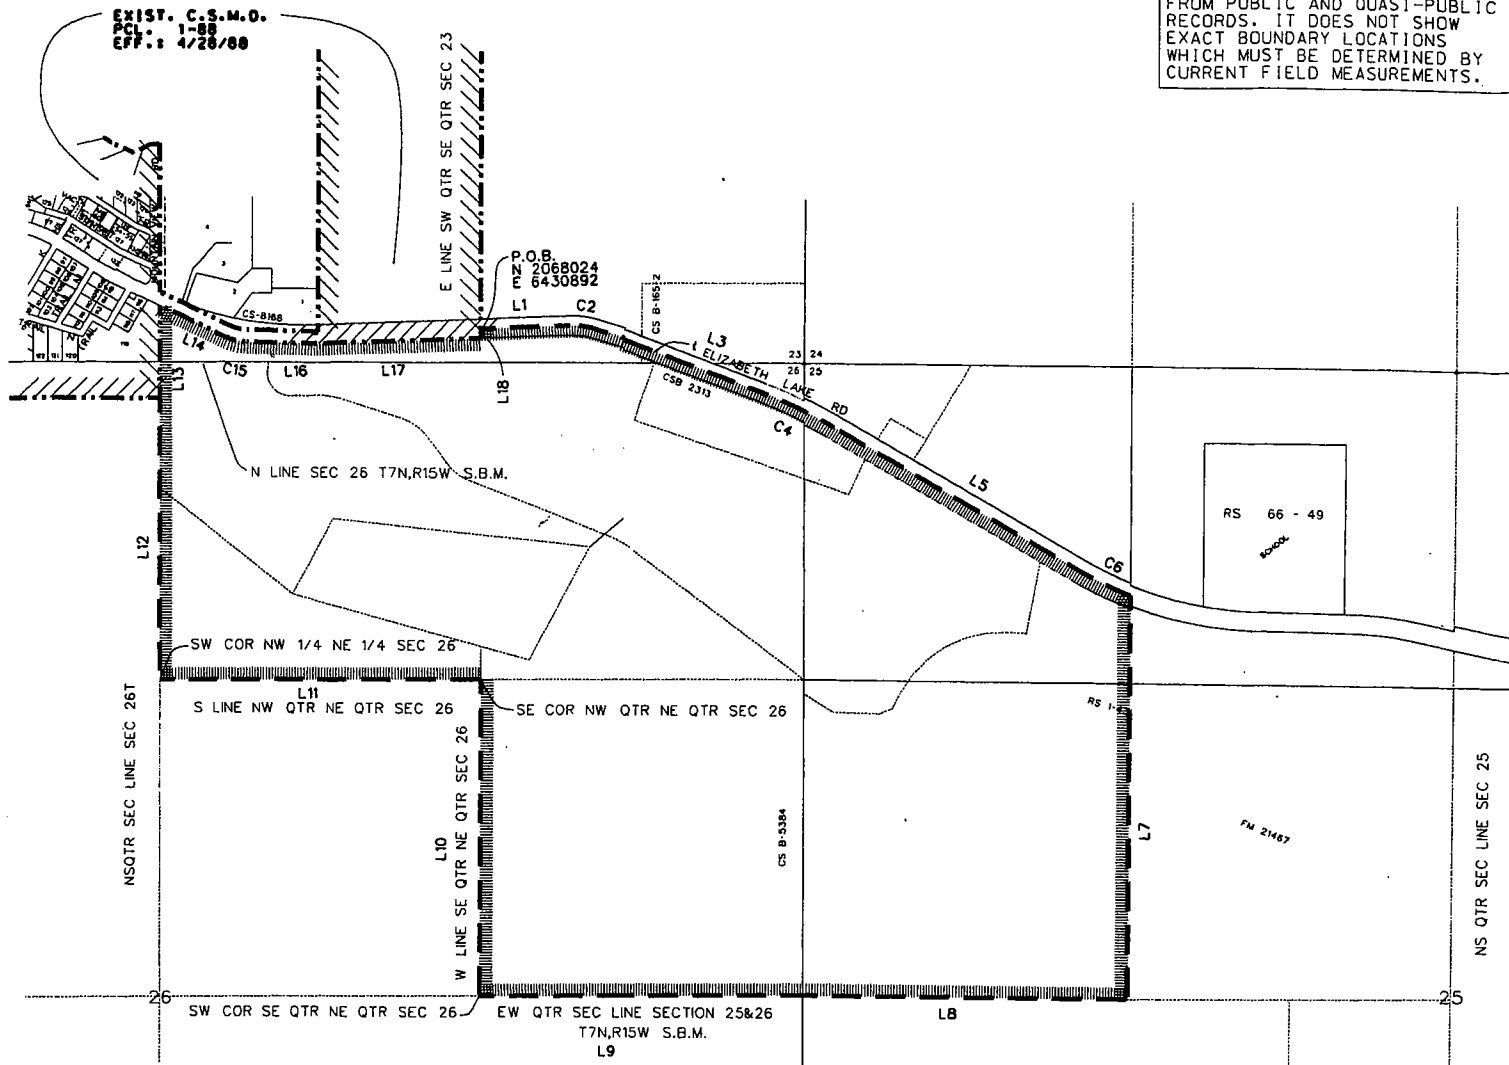 EXIST. C.S.M.D.
PCL. 1-88
EFF.: 4/28/88
FROM PUBLIC AND QUASI-PUBLIC
RECORDS. IT DOES NOT SHOW
EXACT BOUNDARY LOCATIONS
WHICH MUST BE DETERMINED BY
CURRENT FIELD MEASUREMENTS.
E LINE SW QTR SE QTR SEC 23
P.O.B.
N 2068024
E 6430892
L1
C2
CS B-165-2
L3
℄ ELIZABETH LAKE RD
23 24
26 25
CS-8168
L14
C15
L16
L17
L18
L13
TRAIL
CSB 2313
C4
L5
C6
N LINE SEC 26 T7N,R15W S.B.M.
RS 66 - 49
SCHOOL
L12
SW COR NW 1/4 NE 1/4 SEC 26
L11
S LINE NW QTR NE QTR SEC 26
SE COR NW QTR NE QTR SEC 26
NSQTR SEC LINE SEC 26T
L10
W LINE SE QTR NE QTR SEC 26
CS B-5384
L7
FM 21467
NS QTR SEC LINE SEC 25
26
SW COR SE QTR NE QTR SEC 26
EW QTR SEC LINE SECTION 25&26
T7N,R15W S.B.M.
L9
L8
25